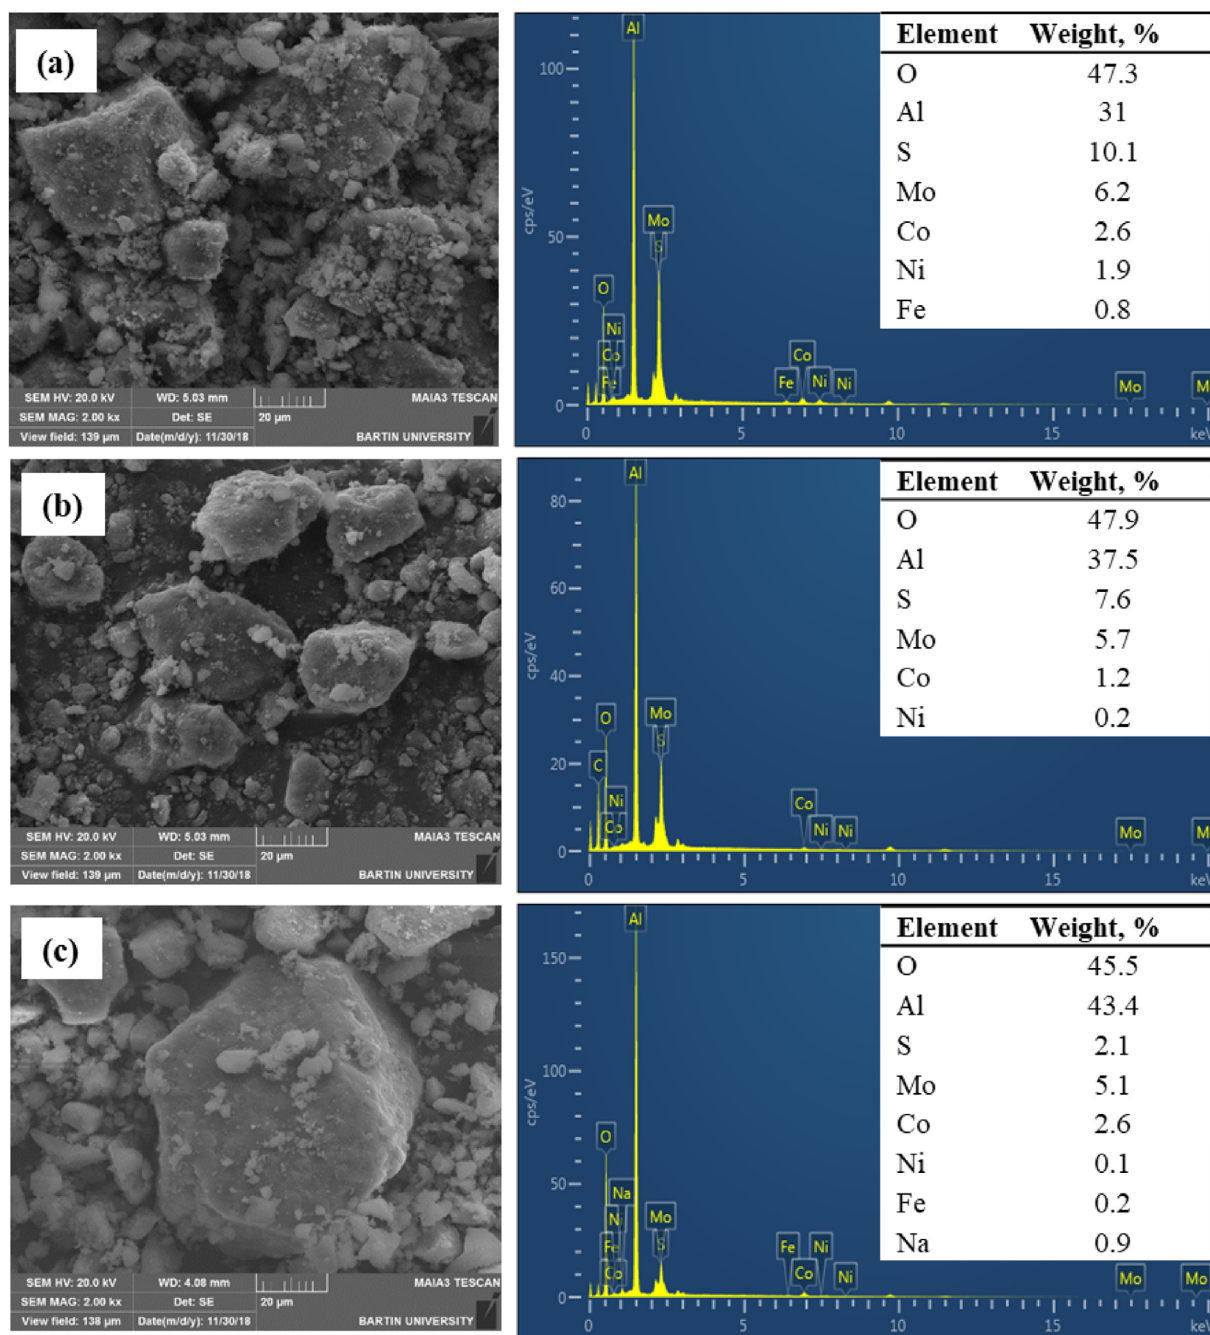 (a)
SEM HV: 20.0 kV WD: 5.03 mm MAIA3 TESCAN
SEM MAG: 2.00 kx Det: SE 20 µm
View field: 139 µm Date(m/d/y): 11/30/18 BARTIN UNIVERSITY
Element Weight, %
O 47.3
Al 31
S 10.1
Mo 6.2
Co 2.6
Ni 1.9
Fe 0.8
cps/eV
100
50
0
Al
Mo
S
O
Ni
Co
Fe
Co
Fe Ni Ni
Mo
0 5 10 15
(b)
SEM HV: 20.0 kV WD: 5.03 mm MAIA3 TESCAN
SEM MAG: 2.00 kx Det: SE 20 µm
View field: 139 µm Date(m/d/y): 11/30/18 BARTIN UNIVERSITY
Element Weight, %
O 47.9
Al 37.5
S 7.6
Mo 5.7
Co 1.2
Ni 0.2
cps/eV
80
60
40
20
0
Al
Mo
S
O
C
Ni
Co
Co
Ni Ni
Mo
0 5 10 15
(c)
SEM HV: 20.0 kV WD: 4.08 mm MAIA3 TESCAN
SEM MAG: 2.00 kx Det: SE 20 µm
View field: 138 µm Date(m/d/y): 11/30/18 BARTIN UNIVERSITY
Element Weight, %
O 45.5
Al 43.4
S 2.1
Mo 5.1
Co 2.6
Ni 0.1
Fe 0.2
Na 0.9
cps/eV
150
100
50
0
Al
O
Na
Ni
Fe
Co
Mo
S
Fe Ni
Co Ni
Mo Mo
0 5 10 15